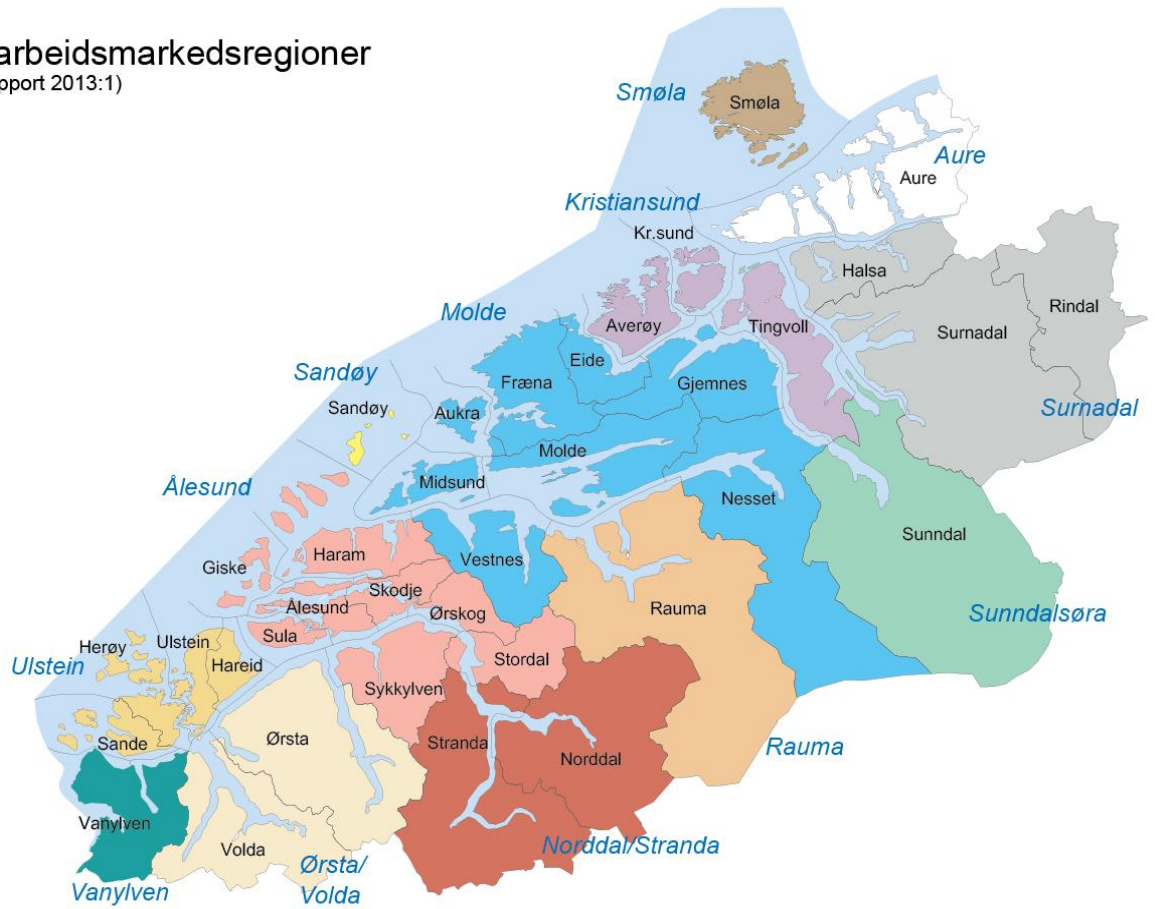 arbeidsmarkedsregioner
pport 2013:1)
Smøla
Smøla
Aure
Aure
Kristiansund
Kr.sund
Halsa
Rindal
Molde
Averøy
Tingvoll
Surnadal
Eide
Sandøy
Fræna
Gjemnes
Sandøy
Aukra
Surnadal
Molde
Ålesund
Midsund
Nesset
Sunndal
Haram
Vestnes
Giske
Skodje
Ålesund
Ørskog
Rauma
Sunndalsøra
Sula
Herøy
Ulstein
Stordal
Ulstein
Hareid
Sykkylven
Sande
Ørsta
Stranda
Rauma
Norddal
Vanylven
Volda
Norddal/Stranda
Ørsta/
Volda
Vanylven